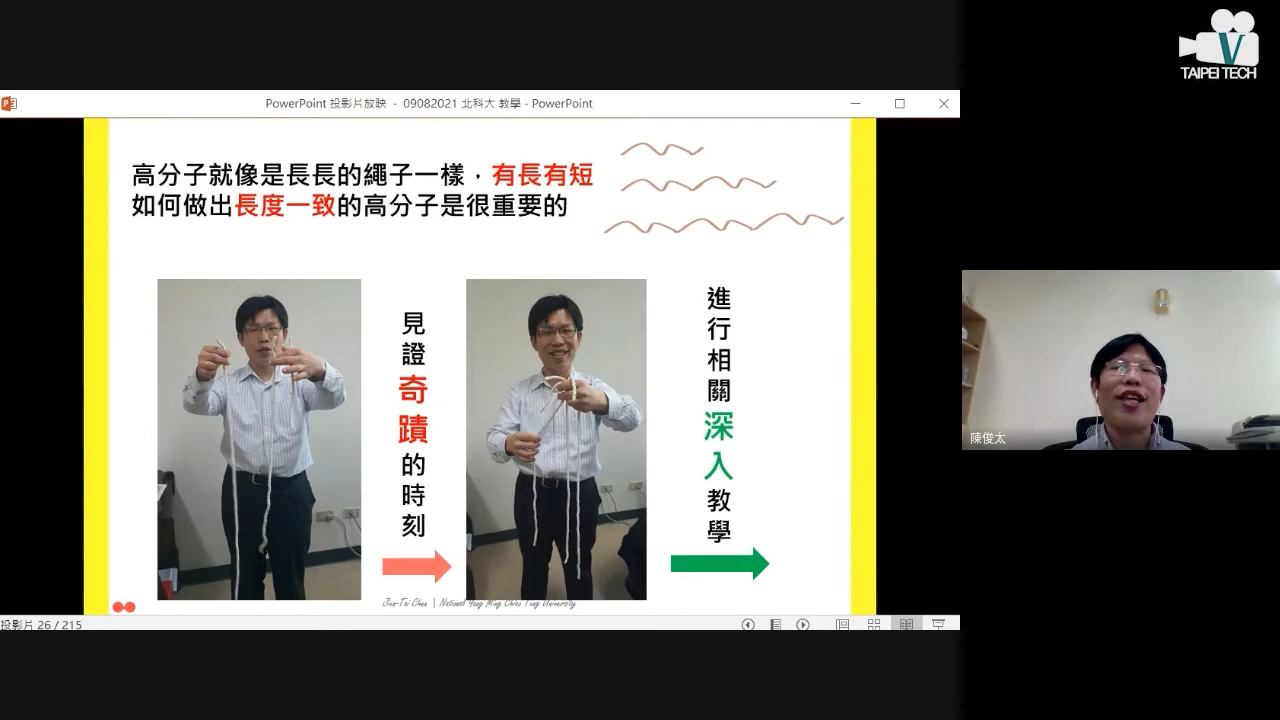 TAIPEI TECH
PowerPoint 投影片放映 - 09082021 北科大 教學 - PowerPoint
高分子就像是長長的繩子一樣，有長有短
如何做出長度一致的高分子是很重要的
見證奇蹟的時刻
進行相關深入教學
陳俊太
Jiun-Tai Chen | National Yang Ming Chiao Tung University
投影片 26 / 215